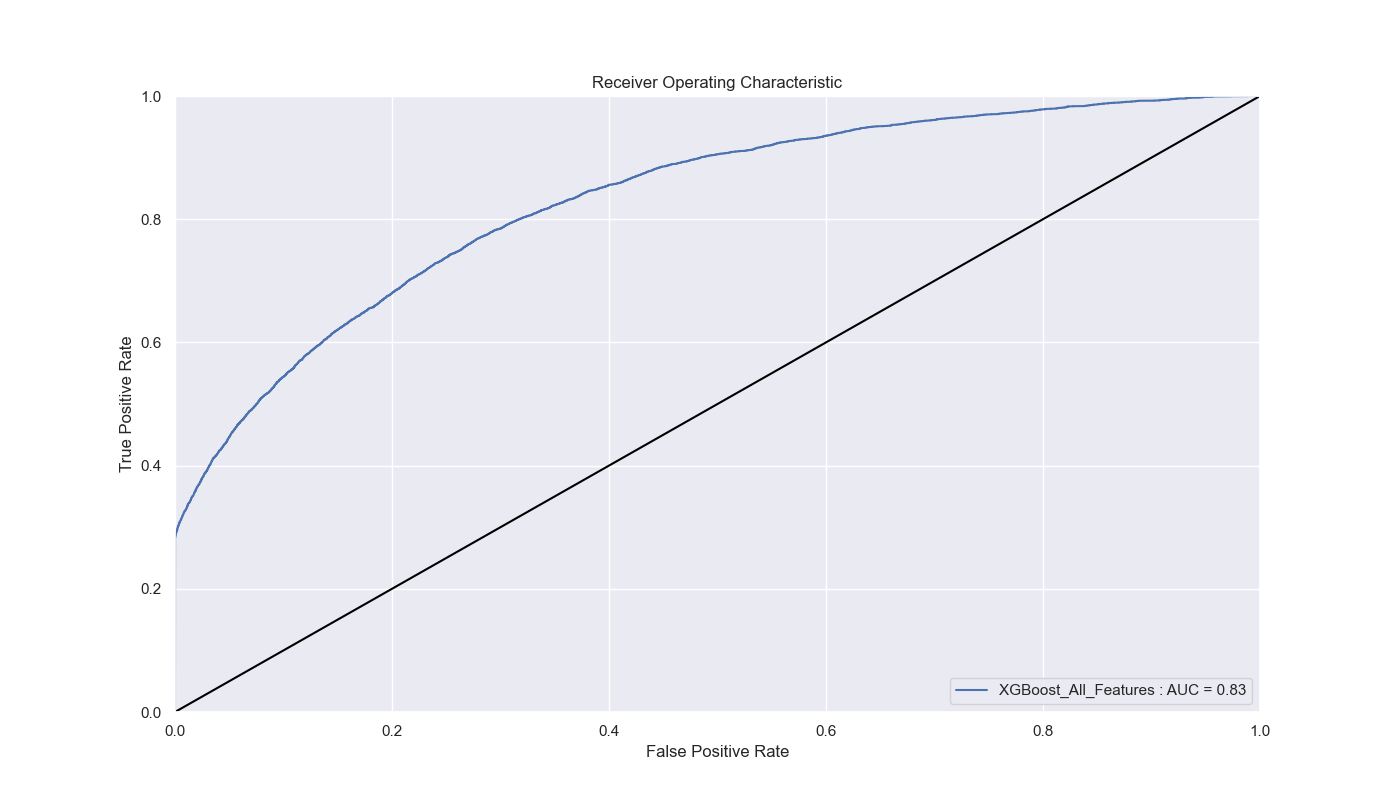 Receiver Operating Characteristic
1.0
0.8
0.6
0.4
0.2
0.0
True Positive Rate
XGBoost_All_Features : AUC = 0.83
0.0 0.2 0.4 0.6 0.8 1.0
False Positive Rate